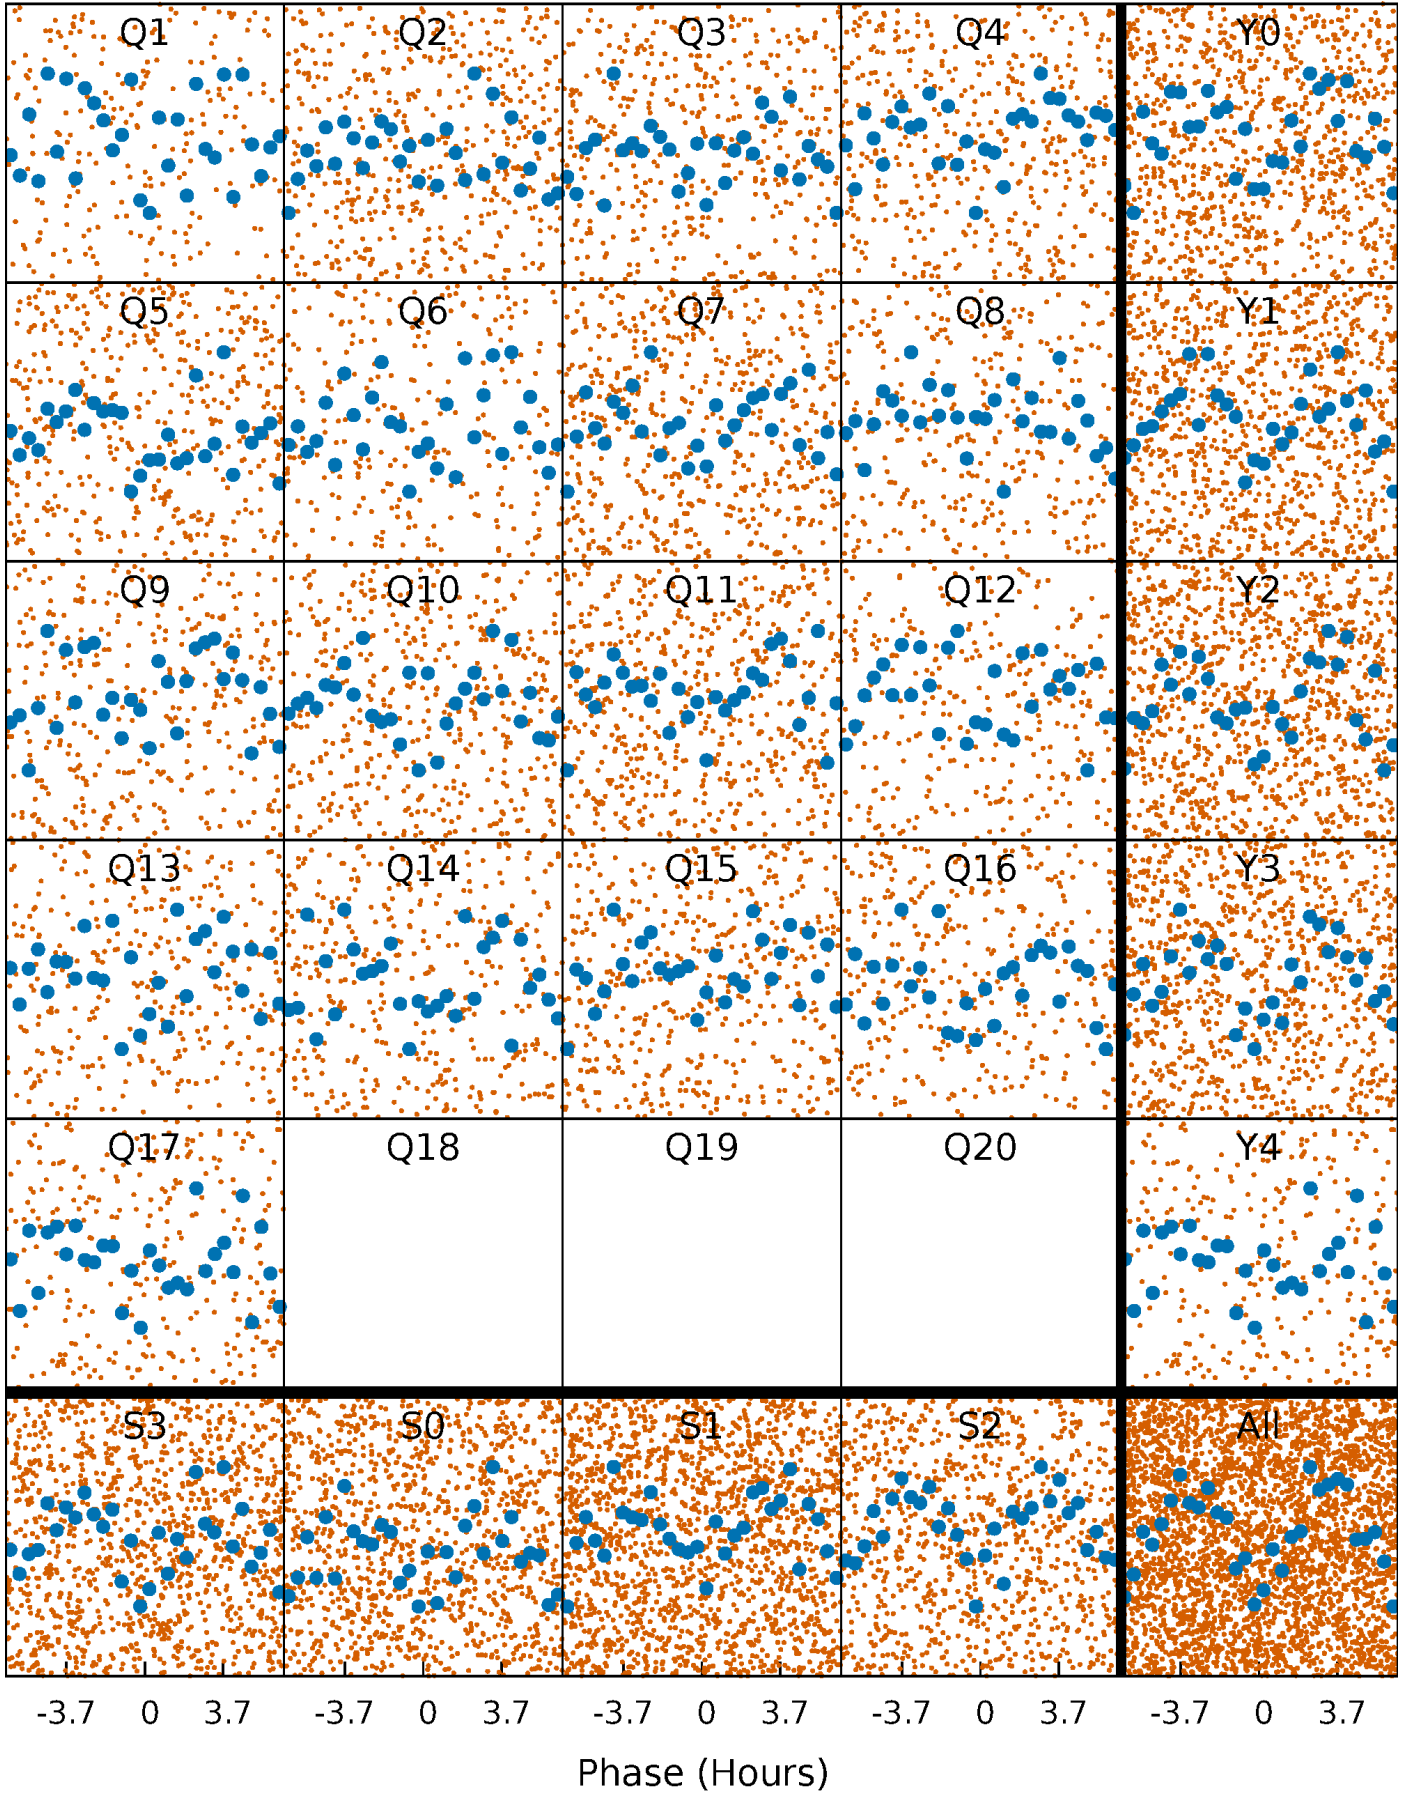 Q1 Q2 Q3 Q4 Y0
Q5 Q6 Q7 Q8 Y1
Q9 Q10 Q11 Q12 Y2
Q13 Q14 Q15 Q16 Y3
Q17 Q18 Q19 Q20 Y4
S3 S0 S1 S2 All
-3.7 0 3.7 -3.7 0 3.7 -3.7 0 3.7 -3.7 0 3.7 -3.7 0 3.7
Phase (Hours)